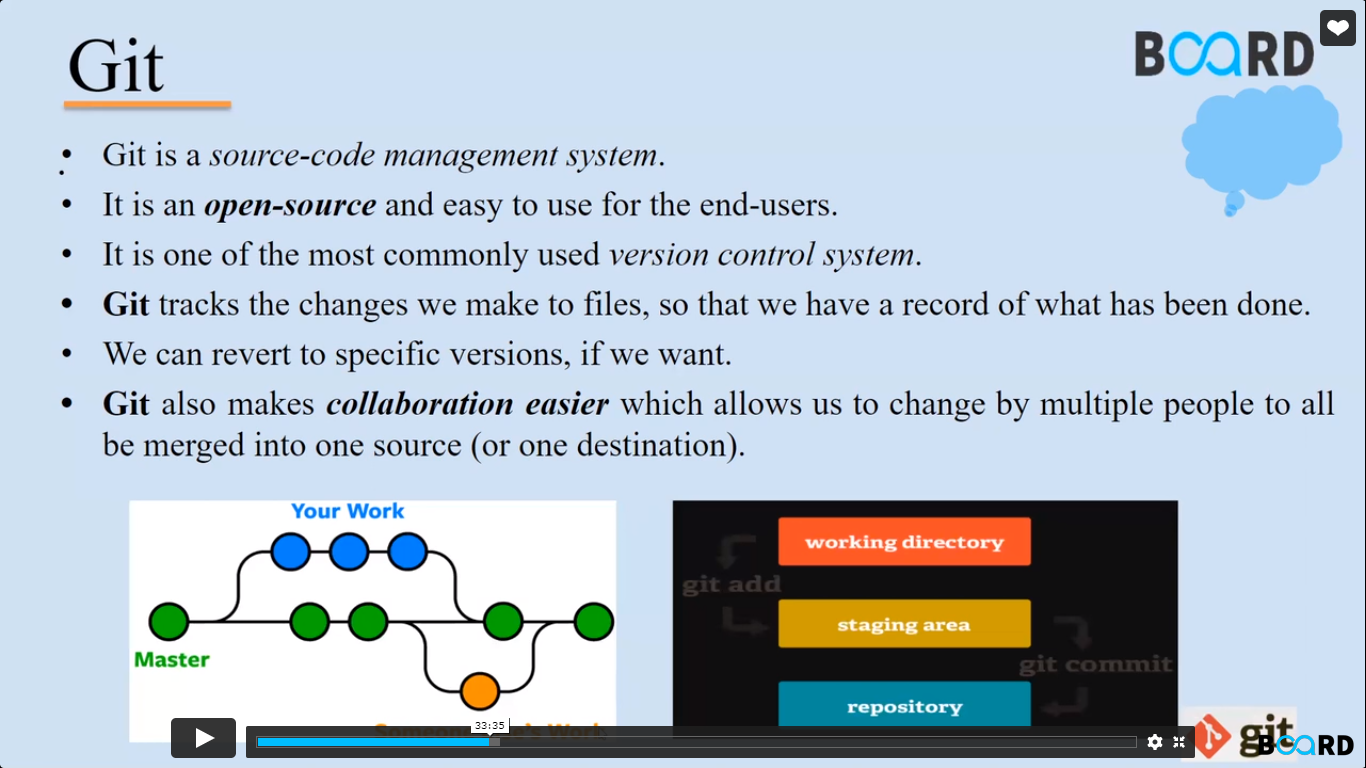 Git
BOARD
• Git is a source-code management system.
• It is an open-source and easy to use for the end-users.
• It is one of the most commonly used version control system.
• Git tracks the changes we make to files, so that we have a record of what has been done.
• We can revert to specific versions, if we want.
• Git also makes collaboration easier which allows us to change by multiple people to all
be merged into one source (or one destination).
Your Work
Master
working directory
git add
staging area
git commit
repository
33:35
git
BOARD